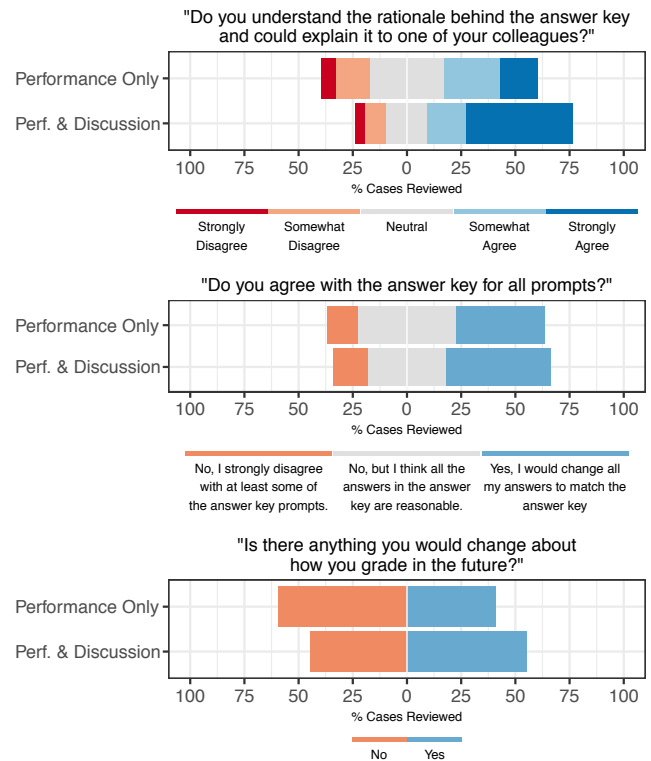 "Do you understand the rationale behind the answer key
and could explain it to one of your colleagues?"
Performance Only
Perf. & Discussion
100 75 50 25 0 25 50 75 100
% Cases Reviewed
Strongly Disagree Somewhat Disagree Neutral Somewhat Agree Strongly Agree
"Do you agree with the answer key for all prompts?"
Performance Only
Perf. & Discussion
100 75 50 25 0 25 50 75 100
% Cases Reviewed
No, I strongly disagree
with at least some of
the answer key prompts.
No, but I think all the
answers in the answer
key are reasonable.
Yes, I would change all
my answers to match the
answer key
"Is there anything you would change about
how you grade in the future?"
Performance Only
Perf. & Discussion
100 75 50 25 0 25 50 75 100
% Cases Reviewed
No Yes